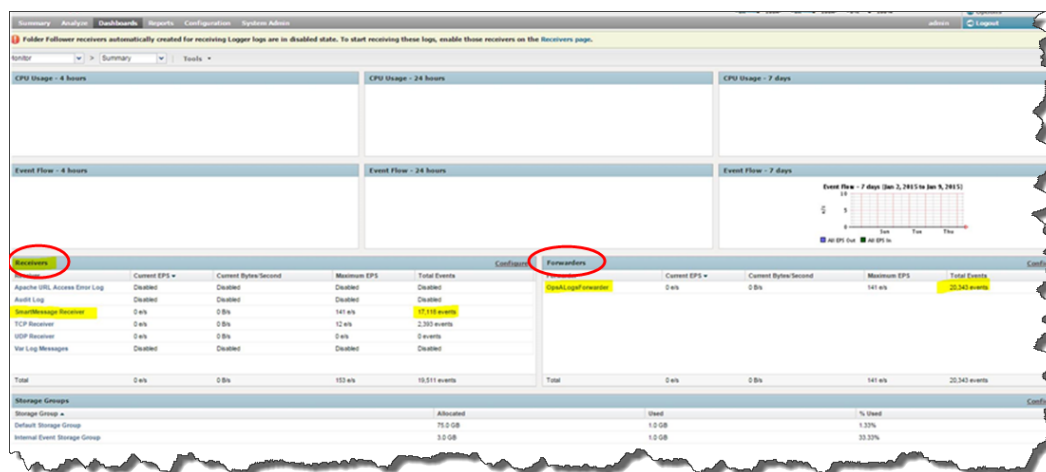 Summary Analyze Dashboards Reports Configuration System Admin admin Logout
Folder Follower receivers automatically created for receiving Logger logs are in disabled state. To start receiving these logs, enable those receivers on the Receivers page.
onitor > Summary | Tools
CPU Usage - 4 hours CPU Usage - 24 hours CPU Usage - 7 days
Event Flow - 4 hours Event Flow - 24 hours Event Flow - 7 days
Event Flow - 7 days [Jan 2, 2015 to Jan 9, 2015]
10
e/s
5
0
Sun Tue Thu
All EPS Out All EPS In
Receivers Configure
Receiver Current EPS Current Bytes/Second Maximum EPS Total Events
Apache URL Access Error Log Disabled Disabled Disabled Disabled
Audit Log Disabled Disabled Disabled Disabled
SmartMessage Receiver 0 e/s 0 B/s 141 e/s 17,118 events
TCP Receiver 0 e/s 0 B/s 12 e/s 2,393 events
UDP Receiver 0 e/s 0 B/s 0 e/s 0 events
Var Log Messages Disabled Disabled Disabled Disabled
Total 0 e/s 0 B/s 153 e/s 19,511 events
Forwarders Confi
Forwarder Current EPS Current Bytes/Second Maximum EPS Total Events
OpsALogsForwarder 0 e/s 0 B/s 141 e/s 20,343 events
Total 0 e/s 0 B/s 141 e/s 20,343 events
Storage Groups Confi
Storage Group Allocated Used % Used
Default Storage Group 75.0 GB 1.0 GB 1.33%
Internal Event Storage Group 3.0 GB 1.0 GB 33.33%